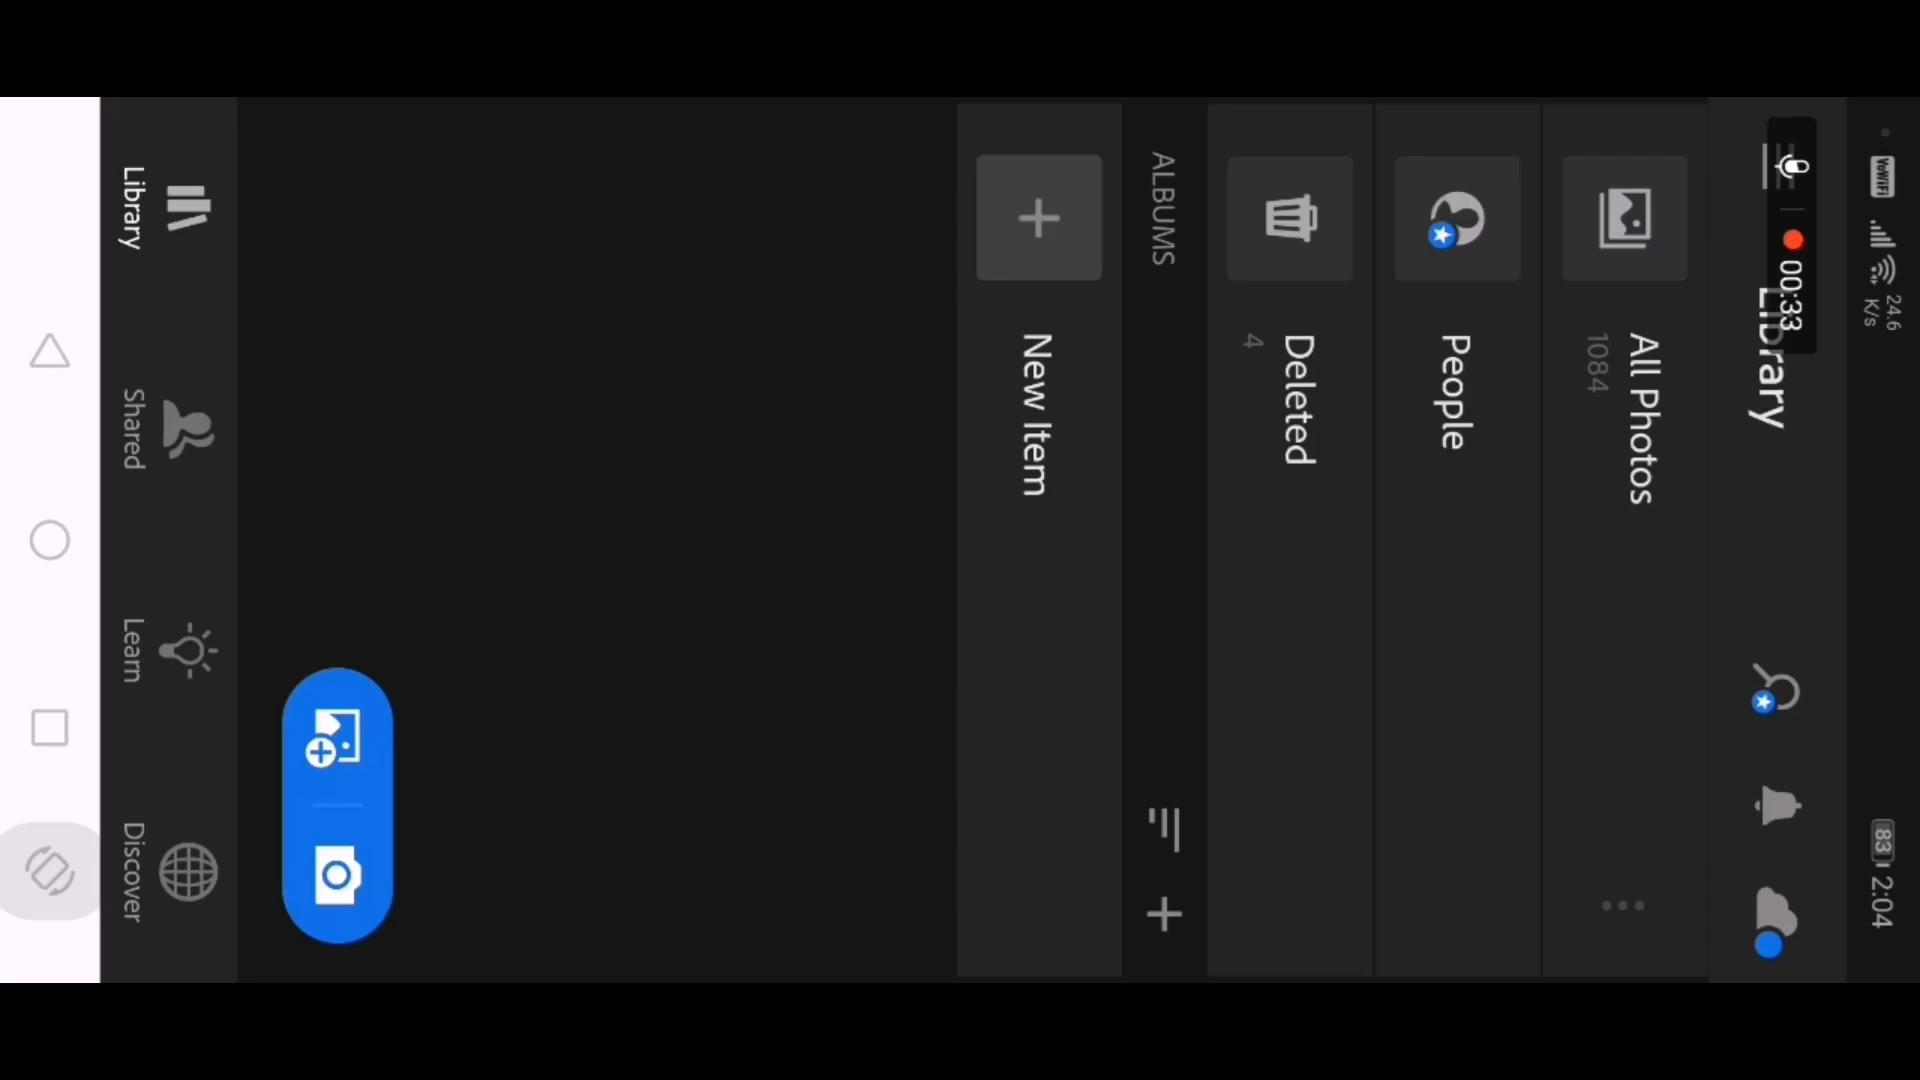 VoWiFi 24.6 K/s 83 2:04
00:33
Library
All Photos
1084
People
Deleted
4
ALBUMS
New Item
Library Shared Learn Discover